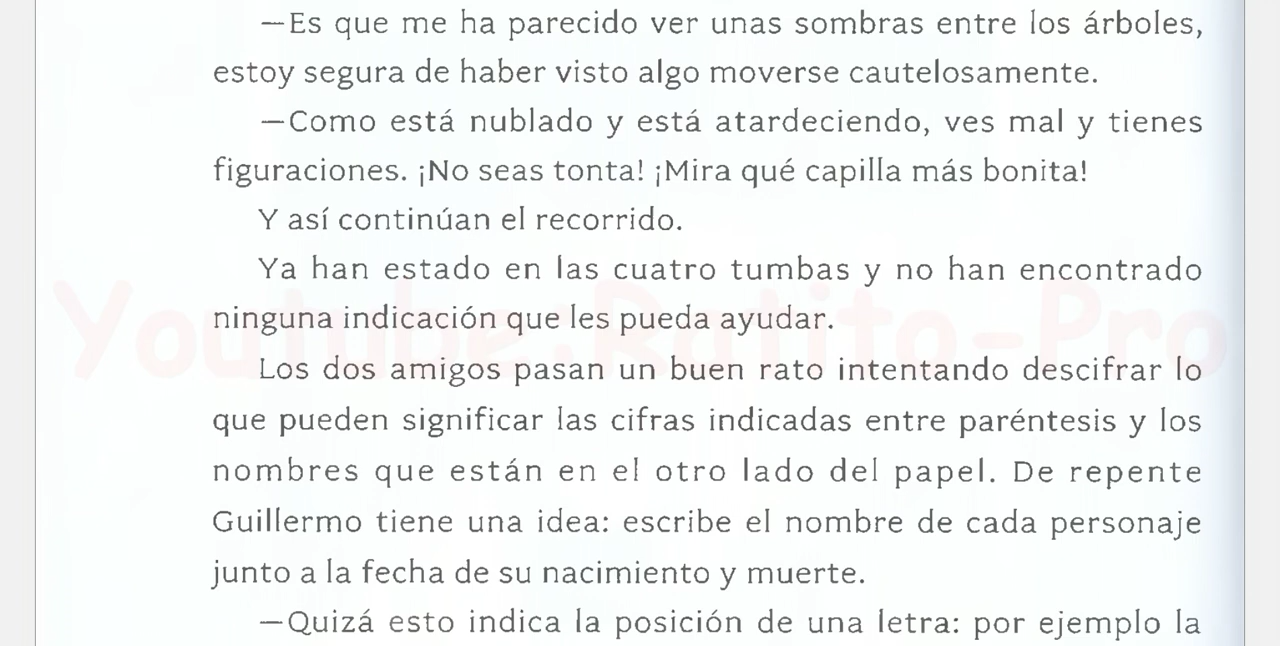 —Es que me ha parecido ver unas sombras entre los árboles,
estoy segura de haber visto algo moverse cautelosamente.
—Como está nublado y está atardeciendo, ves mal y tienes
figuraciones. ¡No seas tonta! ¡Mira qué capilla más bonita!
Y así continúan el recorrido.
Ya han estado en las cuatro tumbas y no han encontrado
ninguna indicación que les pueda ayudar.
Youtube:Ratito-Pro
Los dos amigos pasan un buen rato intentando descifrar lo
que pueden significar las cifras indicadas entre paréntesis y los
nombres que están en el otro lado del papel. De repente
Guillermo tiene una idea: escribe el nombre de cada personaje
junto a la fecha de su nacimiento y muerte.
—Quizá esto indica la posición de una letra: por ejemplo la